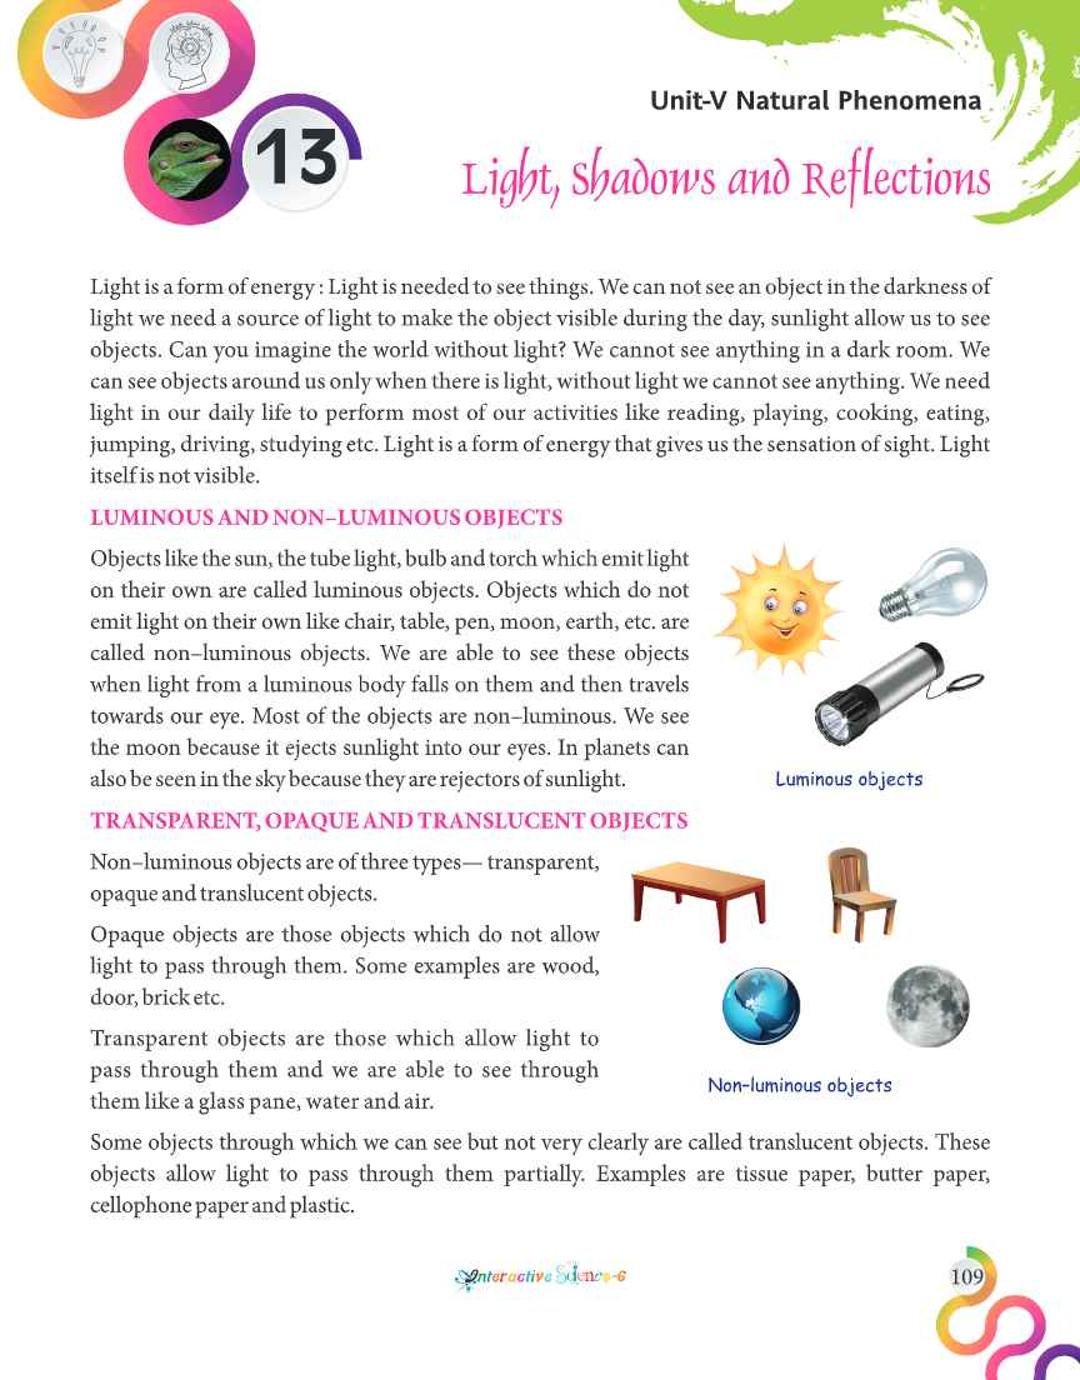 Unit-V Natural Phenomena
13
Light, Shadows and Reflections
Light is a form of energy : Light is needed to see things. We can not see an object in the darkness of
light we need a source of light to make the object visible during the day, sunlight allow us to see
objects. Can you imagine the world without light? We cannot see anything in a dark room. We
can see objects around us only when there is light, without light we cannot see anything. We need
light in our daily life to perform most of our activities like reading, playing, cooking, eating,
jumping, driving, studying etc. Light is a form of energy that gives us the sensation of sight. Light
itself is not visible.
LUMINOUS AND NON–LUMINOUS OBJECTS
Objects like the sun, the tube light, bulb and torch which emit light
on their own are called luminous objects. Objects which do not
emit light on their own like chair, table, pen, moon, earth, etc. are
called non–luminous objects. We are able to see these objects
when light from a luminous body falls on them and then travels
towards our eye. Most of the objects are non–luminous. We see
the moon because it ejects sunlight into our eyes. In planets can
also be seen in the sky because they are rejectors of sunlight.
Luminous objects
TRANSPARENT, OPAQUE AND TRANSLUCENT OBJECTS
Non–luminous objects are of three types— transparent,
opaque and translucent objects.
Opaque objects are those objects which do not allow
light to pass through them. Some examples are wood,
door, brick etc.
Transparent objects are those which allow light to
pass through them and we are able to see through
them like a glass pane, water and air.
Non–luminous objects
Some objects through which we can see but not very clearly are called translucent objects. These
objects allow light to pass through them partially. Examples are tissue paper, butter paper,
cellophone paper and plastic.
Interactive Science-6
109